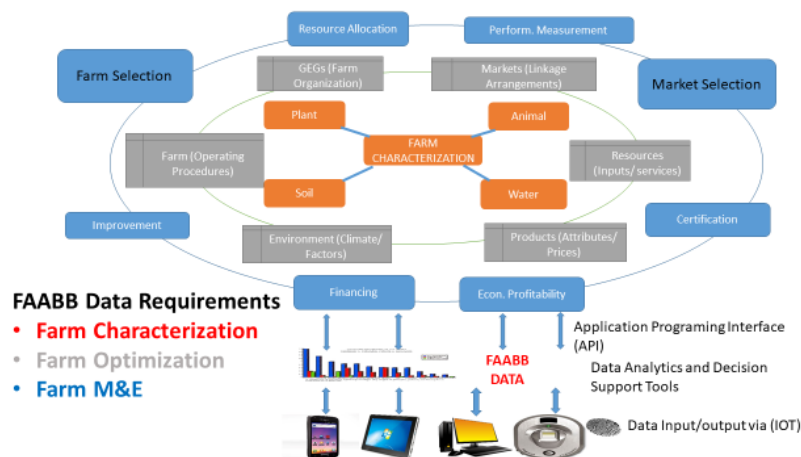 Resource Allocation
Perform. Measurement
Farm Selection
GEGs (Farm
Organization)
Markets (Linkage
Arrangements)
Market Selection
Plant
Animal
FARM
CHARACTERIZATION
Farm (Operating
Procedures)
Resources
(Inputs/ services)
Soil
Water
Improvement
Certification
Environment (Climate/
Factors)
Products (Attributes/
Prices)
Financing
Econ. Profitability
FAABB Data Requirements
• Farm Characterization
• Farm Optimization
• Farm M&E
Application Programing Interface
(API)
FAABB
DATA
Data Analytics and Decision
Support Tools
Data Input/output via (IOT)